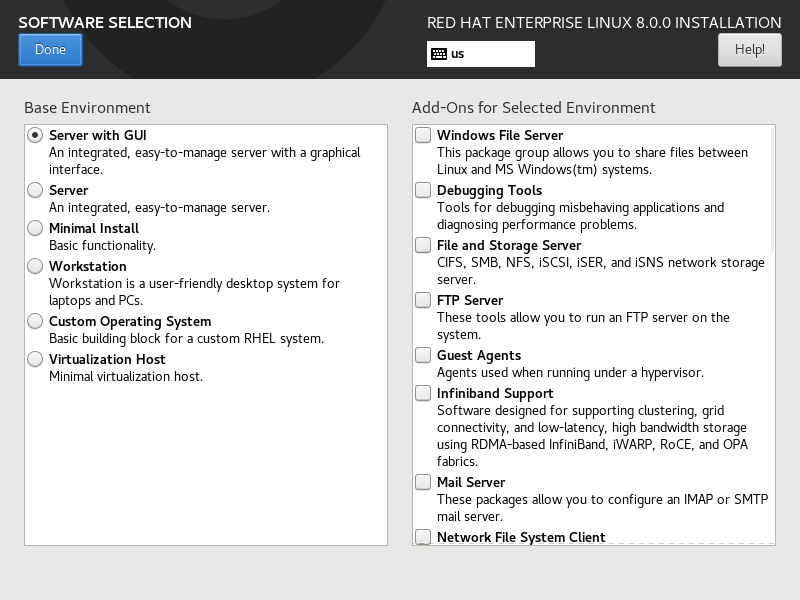 SOFTWARE SELECTION
RED HAT ENTERPRISE LINUX 8.0.0 INSTALLATION
Done
us
Help!
Base Environment
Server with GUI
An integrated, easy-to-manage server with a graphical
interface.
Server
An integrated, easy-to-manage server.
Minimal Install
Basic functionality.
Workstation
Workstation is a user-friendly desktop system for
laptops and PCs.
Custom Operating System
Basic building block for a custom RHEL system.
Virtualization Host
Minimal virtualization host.
Add-Ons for Selected Environment
Windows File Server
This package group allows you to share files between
Linux and MS Windows(tm) systems.
Debugging Tools
Tools for debugging misbehaving applications and
diagnosing performance problems.
File and Storage Server
CIFS, SMB, NFS, iSCSI, iSER, and iSNS network storage
server.
FTP Server
These tools allow you to run an FTP server on the
system.
Guest Agents
Agents used when running under a hypervisor.
Infiniband Support
Software designed for supporting clustering, grid
connectivity, and low-latency, high bandwidth storage
using RDMA-based InfiniBand, iWARP, RoCE, and OPA
fabrics.
Mail Server
These packages allow you to configure an IMAP or SMTP
mail server.
Network File System Client